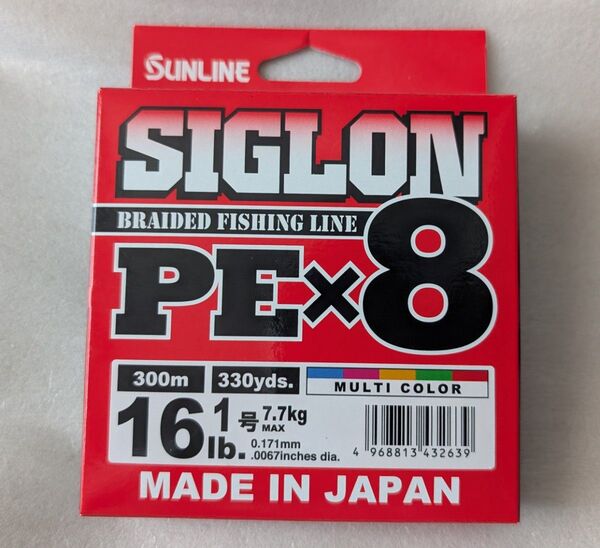 SUNLINE
SIGLON
BRAIDED FISHING LINE
PE×8
300m 330yds. MULTI COLOR
16lb. 1号 7.7kg MAX
0.171mm
.0067inches dia.
4 968813 432639
MADE IN JAPAN